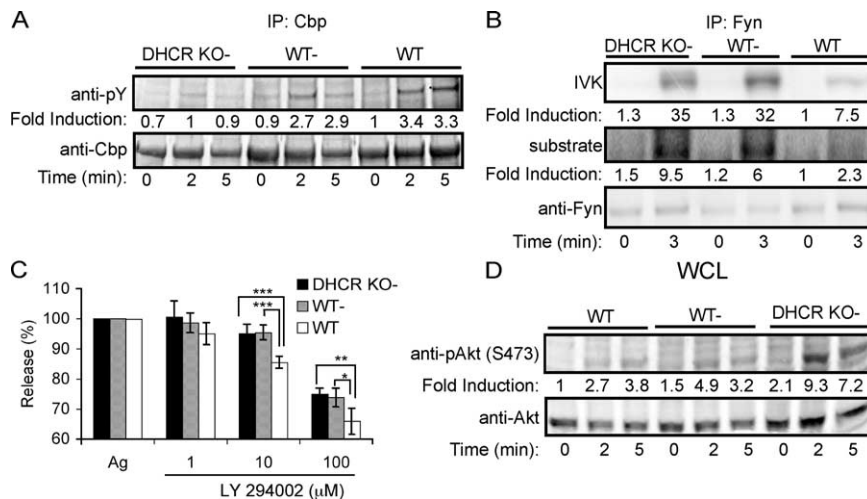 A
IP: Cbp
DHCR KO- WT- WT
anti-pY
Fold Induction: 0.7 1 0.9 0.9 2.7 2.9 1 3.4 3.3
anti-Cbp
Time (min): 0 2 5 0 2 5 0 2 5
B
IP: Fyn
DHCR KO- WT- WT
IVK
Fold Induction: 1.3 35 1.3 32 1 7.5
substrate
Fold Induction: 1.5 9.5 1.2 6 1 2.3
anti-Fyn
Time (min): 0 3 0 3 0 3
C
Release (%)
110
100
90
80
70
60
DHCR KO-
WT-
WT
***
***
**
*
Ag 1 10 100
LY 294002 (µM)
D
WCL
WT WT- DHCR KO-
anti-pAkt (S473)
Fold Induction: 1 2.7 3.8 1.5 4.9 3.2 2.1 9.3 7.2
anti-Akt
Time (min): 0 2 5 0 2 5 0 2 5